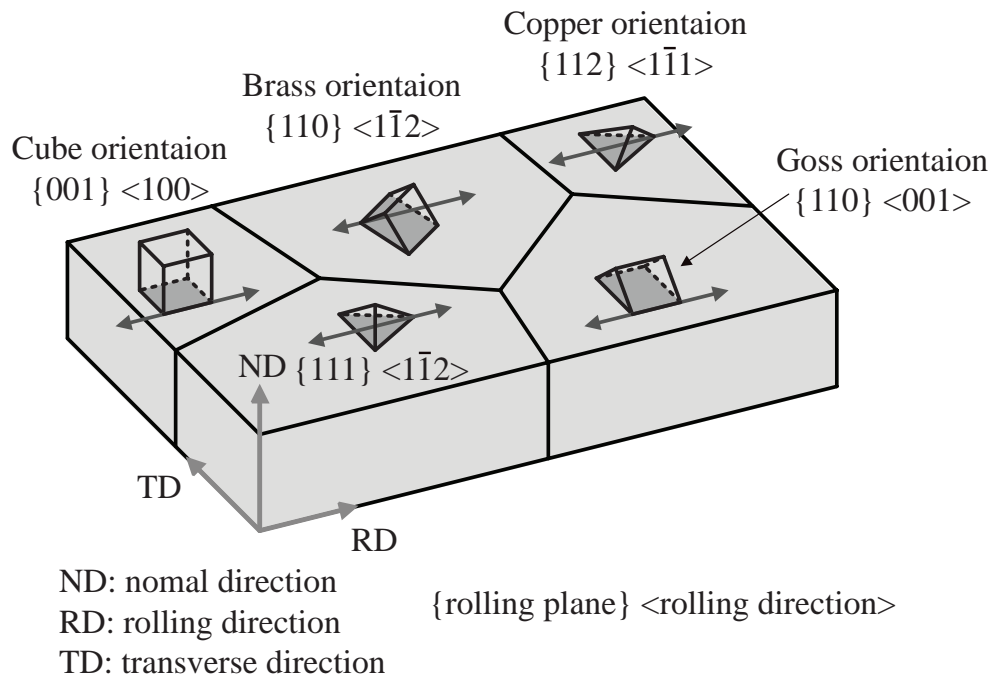 Copper orientaion
{112} <11̅1>
Brass orientaion
{110} <11̅2>
Cube orientaion
{001} <100>
Goss orientaion
{110} <001>
ND {111} <11̅2>
TD
RD
ND: nomal direction
RD: rolling direction
TD: transverse direction
{rolling plane} <rolling direction>